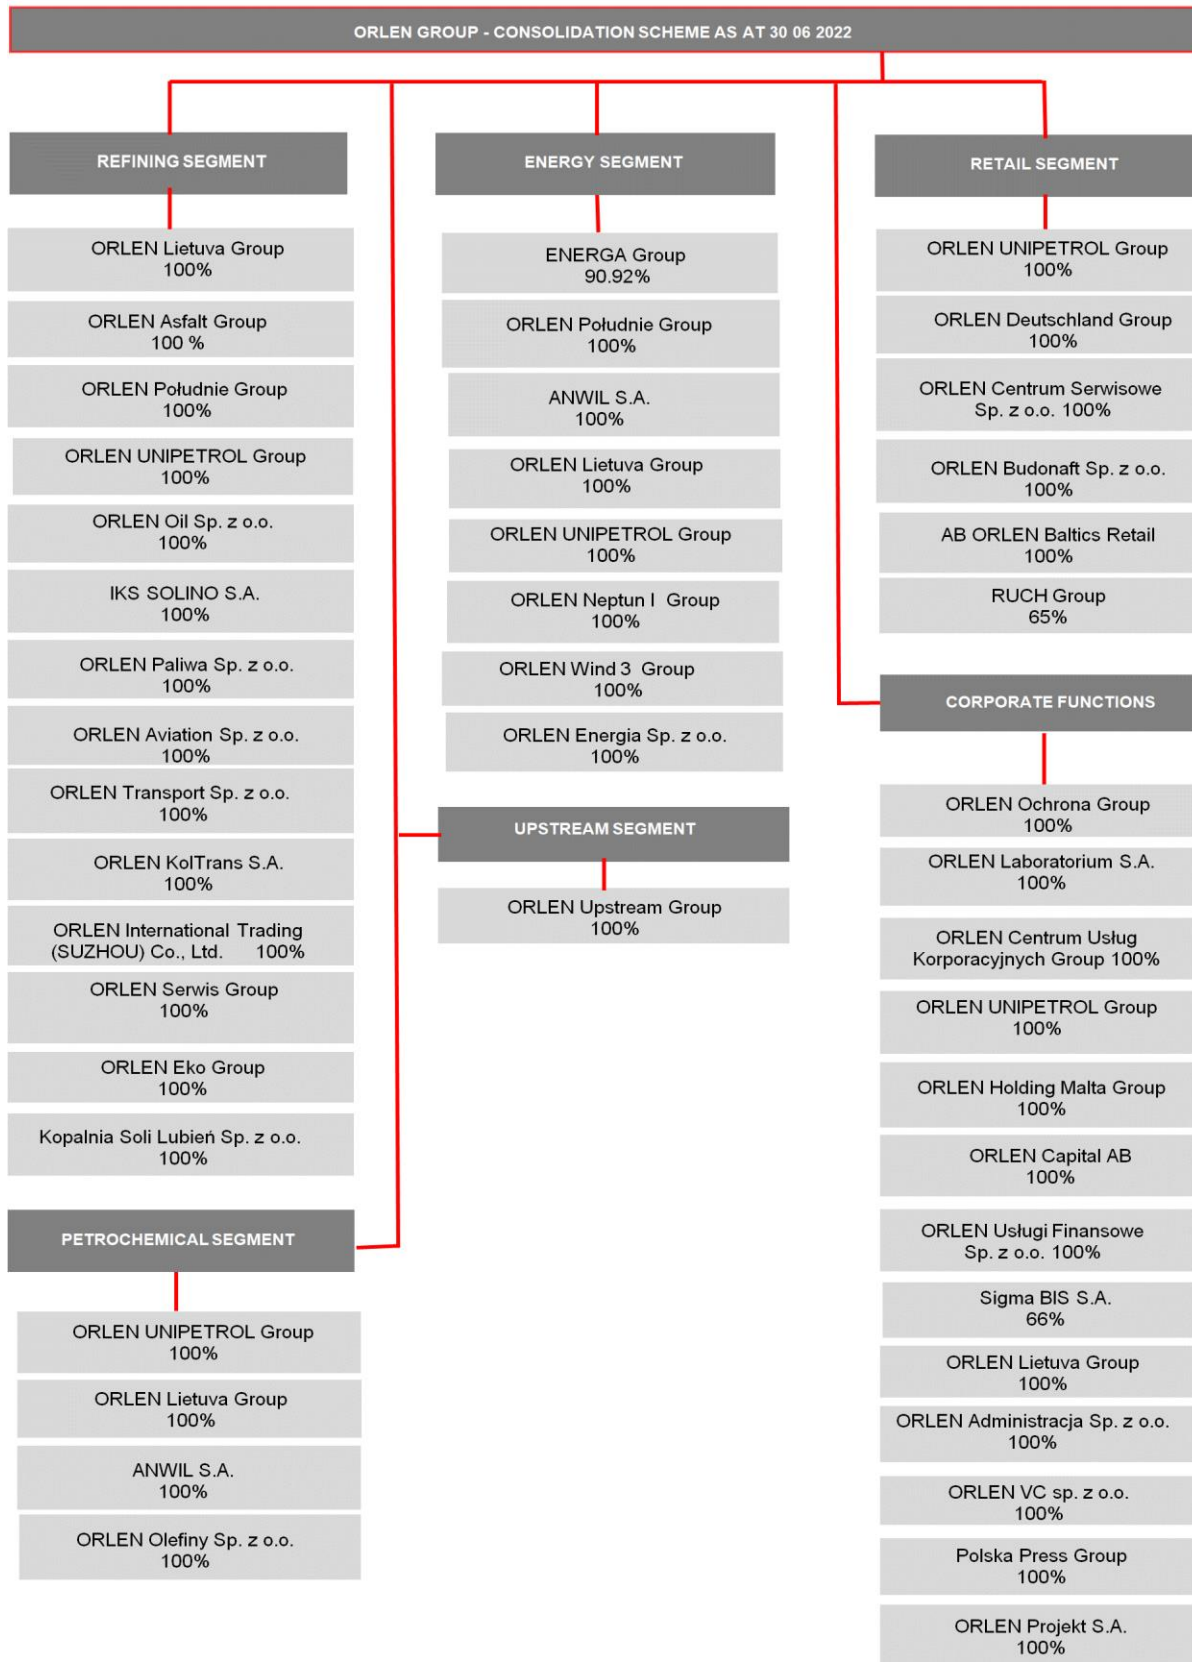 ORLEN GROUP - CONSOLIDATION SCHEME AS AT 30 06 2022
REFINING SEGMENT
ORLEN Lietuva Group
100%
ORLEN Asfalt Group
100 %
ORLEN Południe Group
100%
ORLEN UNIPETROL Group
100%
ORLEN Oil Sp. z o.o.
100%
IKS SOLINO S.A.
100%
ORLEN Paliwa Sp. z o.o.
100%
ORLEN Aviation Sp. z o.o.
100%
ORLEN Transport Sp. z o.o.
100%
ORLEN KolTrans S.A.
100%
ORLEN International Trading
(SUZHOU) Co., Ltd. 100%
ORLEN Serwis Group
100%
ORLEN Eko Group
100%
Kopalnia Soli Lubień Sp. z o.o.
100%
PETROCHEMICAL SEGMENT
ORLEN UNIPETROL Group
100%
ORLEN Lietuva Group
100%
ANWIL S.A.
100%
ORLEN Olefiny Sp. z o.o.
100%
ENERGY SEGMENT
ENERGA Group
90.92%
ORLEN Południe Group
100%
ANWIL S.A.
100%
ORLEN Lietuva Group
100%
ORLEN UNIPETROL Group
100%
ORLEN Neptun I Group
100%
ORLEN Wind 3 Group
100%
ORLEN Energia Sp. z o.o.
100%
UPSTREAM SEGMENT
ORLEN Upstream Group
100%
RETAIL SEGMENT
ORLEN UNIPETROL Group
100%
ORLEN Deutschland Group
100%
ORLEN Centrum Serwisowe
Sp. z o.o. 100%
ORLEN Budonaft Sp. z o.o.
100%
AB ORLEN Baltics Retail
100%
RUCH Group
65%
CORPORATE FUNCTIONS
ORLEN Ochrona Group
100%
ORLEN Laboratorium S.A.
100%
ORLEN Centrum Usług
Korporacyjnych Group 100%
ORLEN UNIPETROL Group
100%
ORLEN Holding Malta Group
100%
ORLEN Capital AB
100%
ORLEN Usługi Finansowe
Sp. z o.o. 100%
Sigma BIS S.A.
66%
ORLEN Lietuva Group
100%
ORLEN Administracja Sp. z o.o.
100%
ORLEN VC sp. z o.o.
100%
Polska Press Group
100%
ORLEN Projekt S.A.
100%